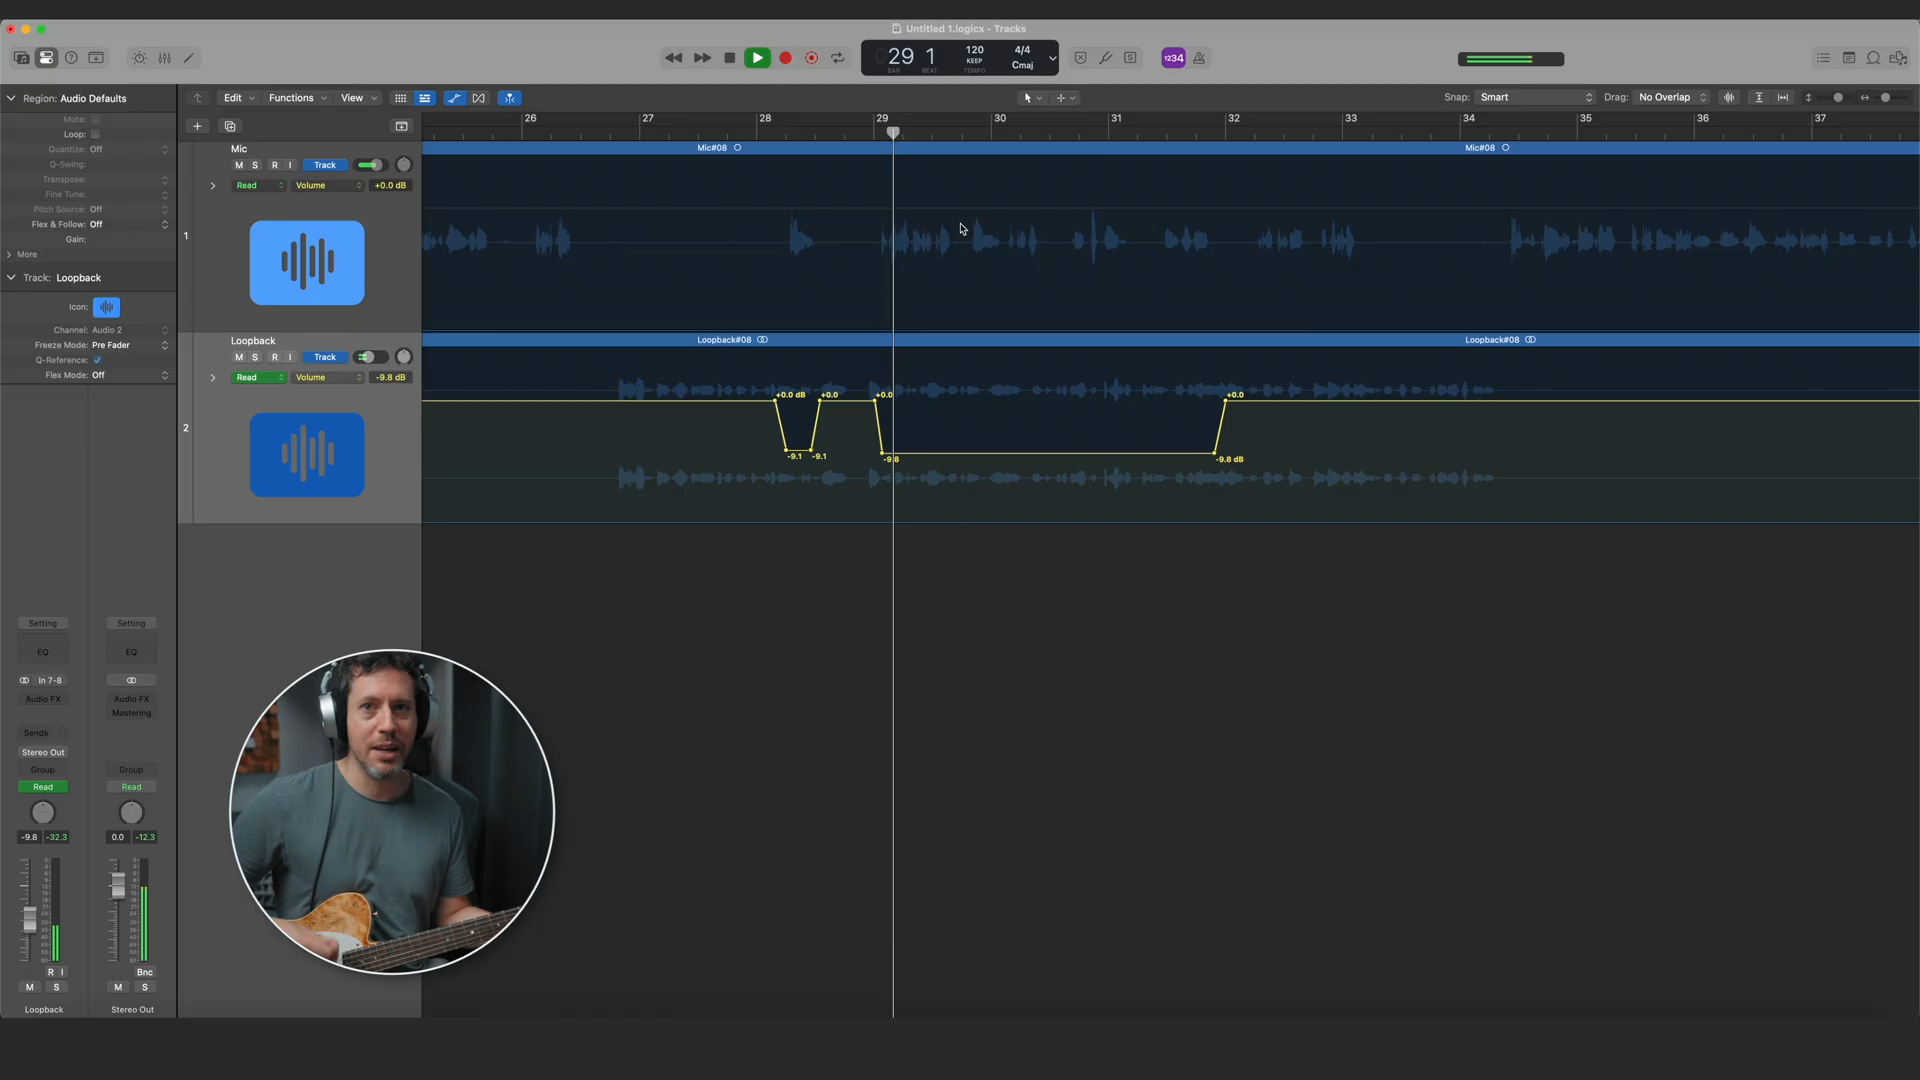 Untitled 1.logicx - Tracks
29 1
BAR BEAT
120
KEEP
TEMPO
4/4
Cmaj
1234
Region: Audio Defaults
Mute:
Loop:
Quantize: Off
Q-Swing:
Transpose:
Fine Tune:
Pitch Source: Off
Flex & Follow: Off
Gain:
More
Track: Loopback
Icon:
Channel: Audio 2
Freeze Mode: Pre Fader
Q-Reference:
Flex Mode: Off
Edit Functions View
Snap: Smart Drag: No Overlap
26 27 28 29 30 31 32 33 34 35 36 37
1
Mic
M S R I Track
Read Volume +0.0 dB
Mic#08 Mic#08
2
Loopback
M S R I Track
Read Volume -9.8 dB
Loopback#08 Loopback#08
+0.0 dB +0.0 +0.0 +0.0
-9.1 -9.1 -9.8 -9.8 dB
Setting Setting
EQ EQ
In 7-8
Audio FX Audio FX
Mastering
Sends
Stereo Out
Group Group
Read Read
-9.8 -32.3 0.0 -12.3
R I Bnc
M S M S
Loopback Stereo Out